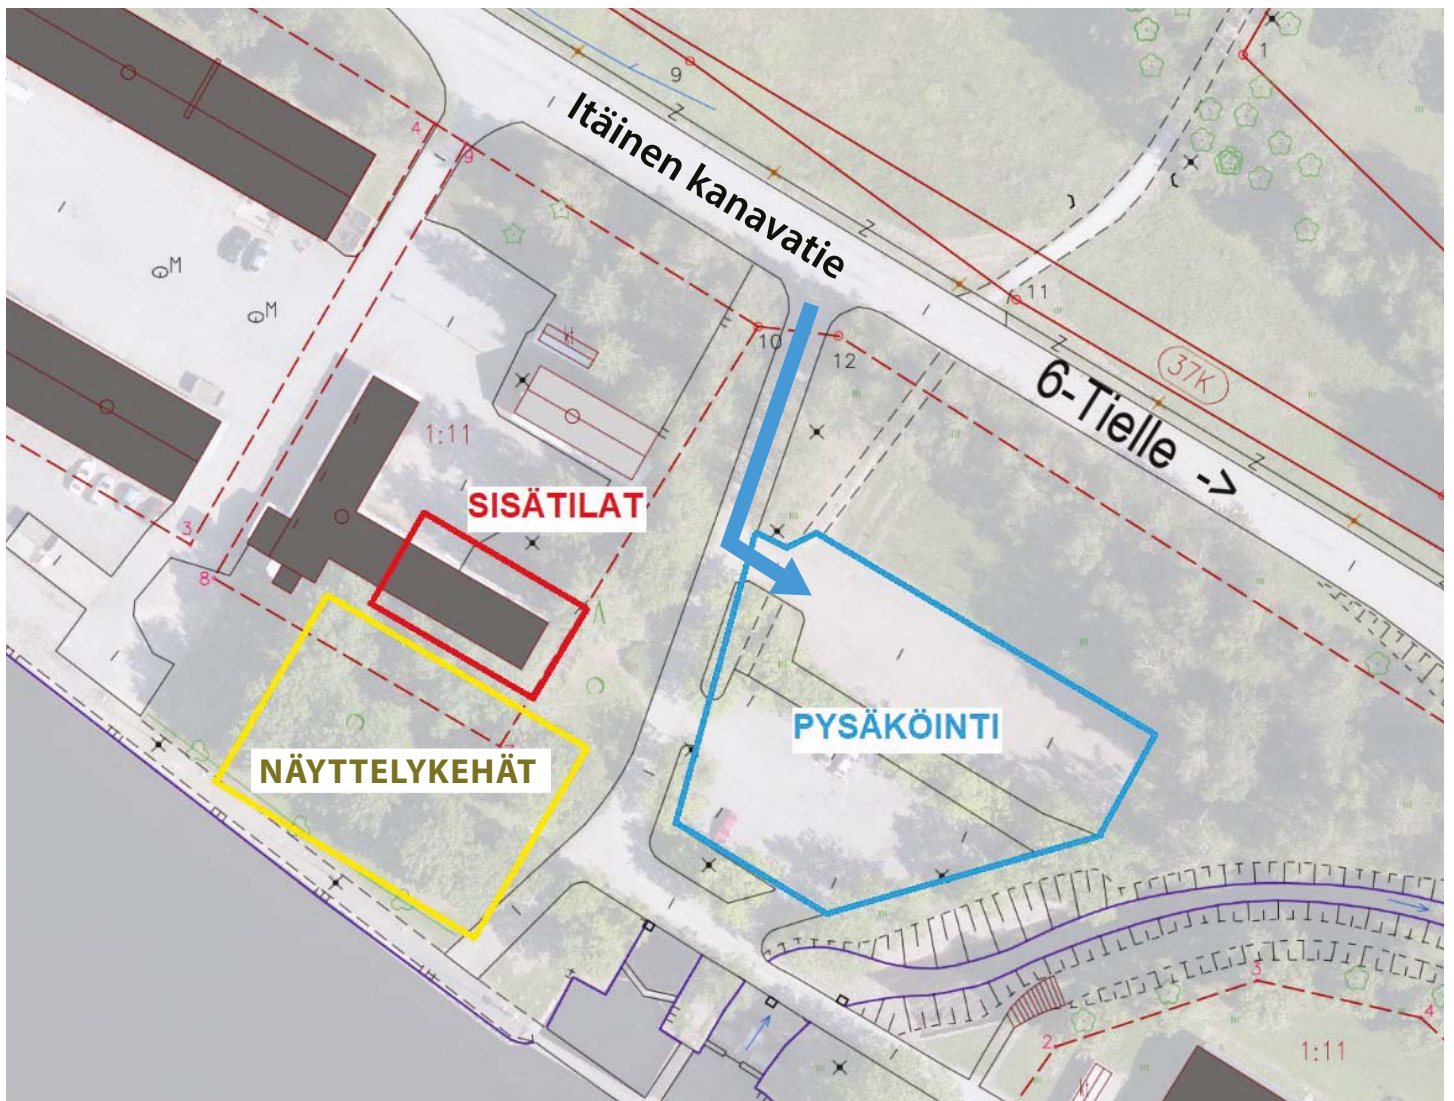 1
9
Itäinen kanavatie
4
9
M
M
11
10
12
37K
6-Tielle ->
1:11
SISÄTILAT
3
8
PYSÄKÖINTI
NÄYTTELYKEHÄT
3
4
2
1:11